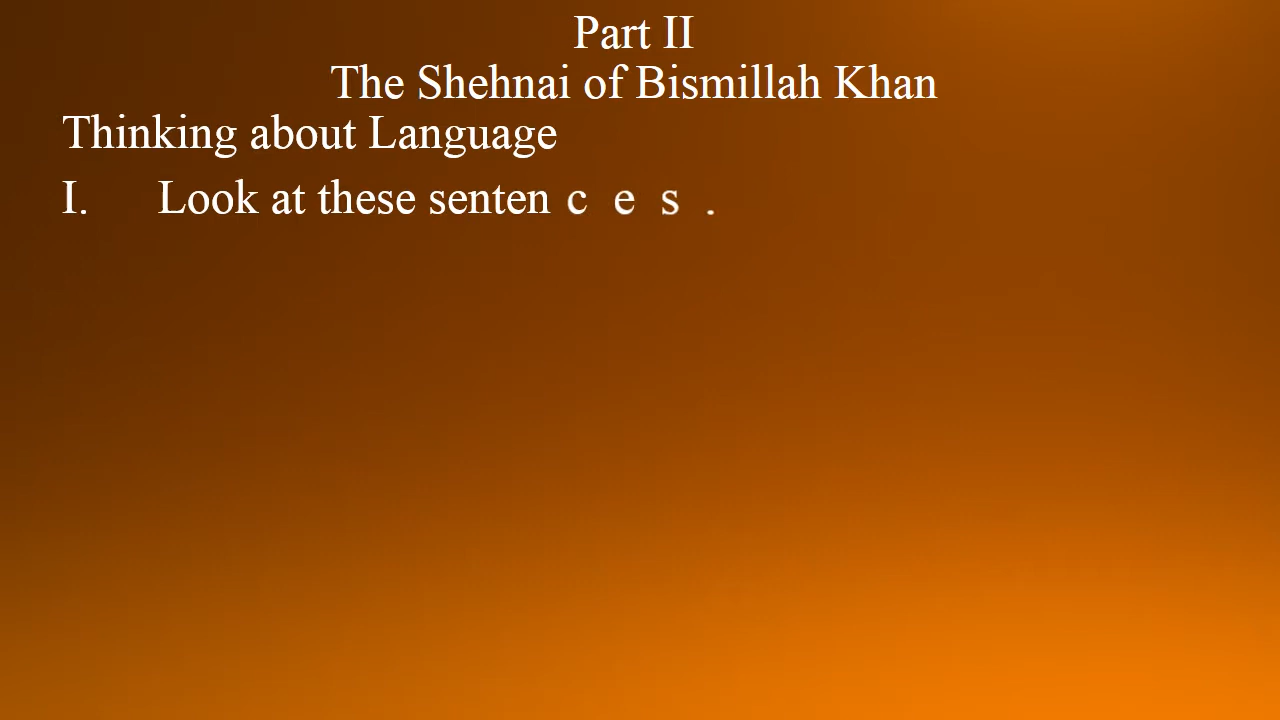 Part II
The Shehnai of Bismillah Khan
Thinking about Language
I. Look at these sentences.